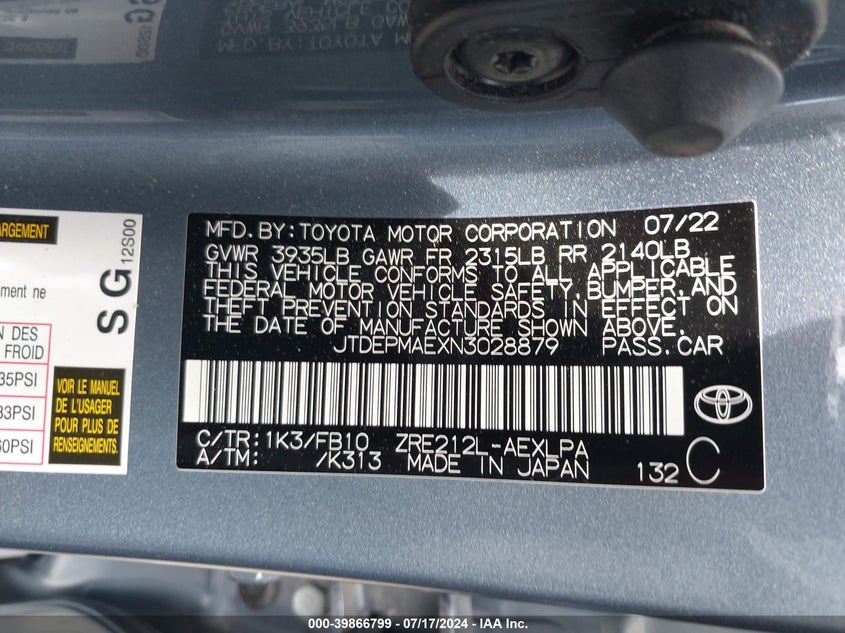 ARGEMENT
ement ne
N DES
FROID
35PSI
33PSI
60PSI
VOIR LE MANUEL
DE L'USAGER
POUR PLUS DE
RENSEIGNEMENTS.
SG 12S00
MFD. BY: TOYOTA MOTOR CORPORATION 07/22
GVWR 3935LB GAWR FR 2315LB RR 2140LB
THIS VEHICLE CONFORMS TO ALL APPLICABLE
FEDERAL MOTOR VEHICLE SAFETY, BUMPER, AND
THEFT PREVENTION STANDARDS IN EFFECT ON
THE DATE OF MANUFACTURE SHOWN ABOVE.
JTDEPMAEXN3028879 PASS. CAR
C/TR: 1K3/FB10 ZRE212L-AEXLPA
A/TM: /K313 MADE IN JAPAN 132 C
000-39866799 / 07/17/2024 / IAA Inc.